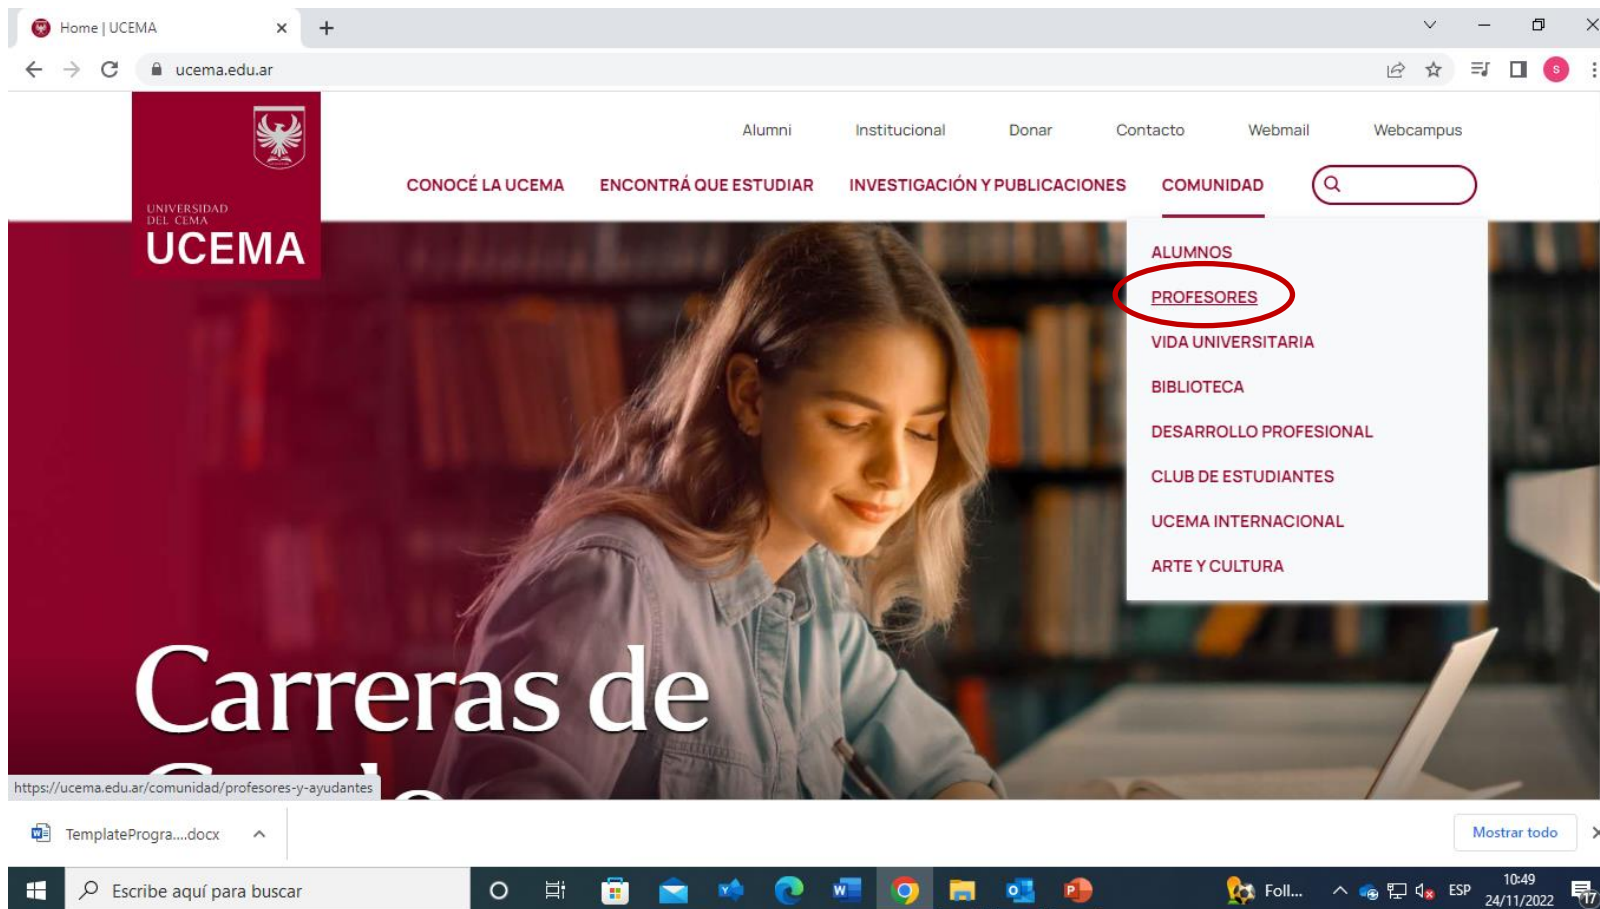 Home | UCEMA
ucema.edu.ar
S
Alumni Institucional Donar Contacto Webmail Webcampus
UNIVERSIDAD
DEL CEMA
UCEMA
CONOCÉ LA UCEMA ENCONTRÁ QUE ESTUDIAR INVESTIGACIÓN Y PUBLICACIONES COMUNIDAD
ALUMNOS
PROFESORES
VIDA UNIVERSITARIA
BIBLIOTECA
DESARROLLO PROFESIONAL
CLUB DE ESTUDIANTES
UCEMA INTERNACIONAL
ARTE Y CULTURA
Carreras de
https://ucema.edu.ar/comunidad/profesores-y-ayudantes
TemplateProgra....docx
Mostrar todo
Escribe aquí para buscar
Foll...
ESP
10:49
24/11/2022
17